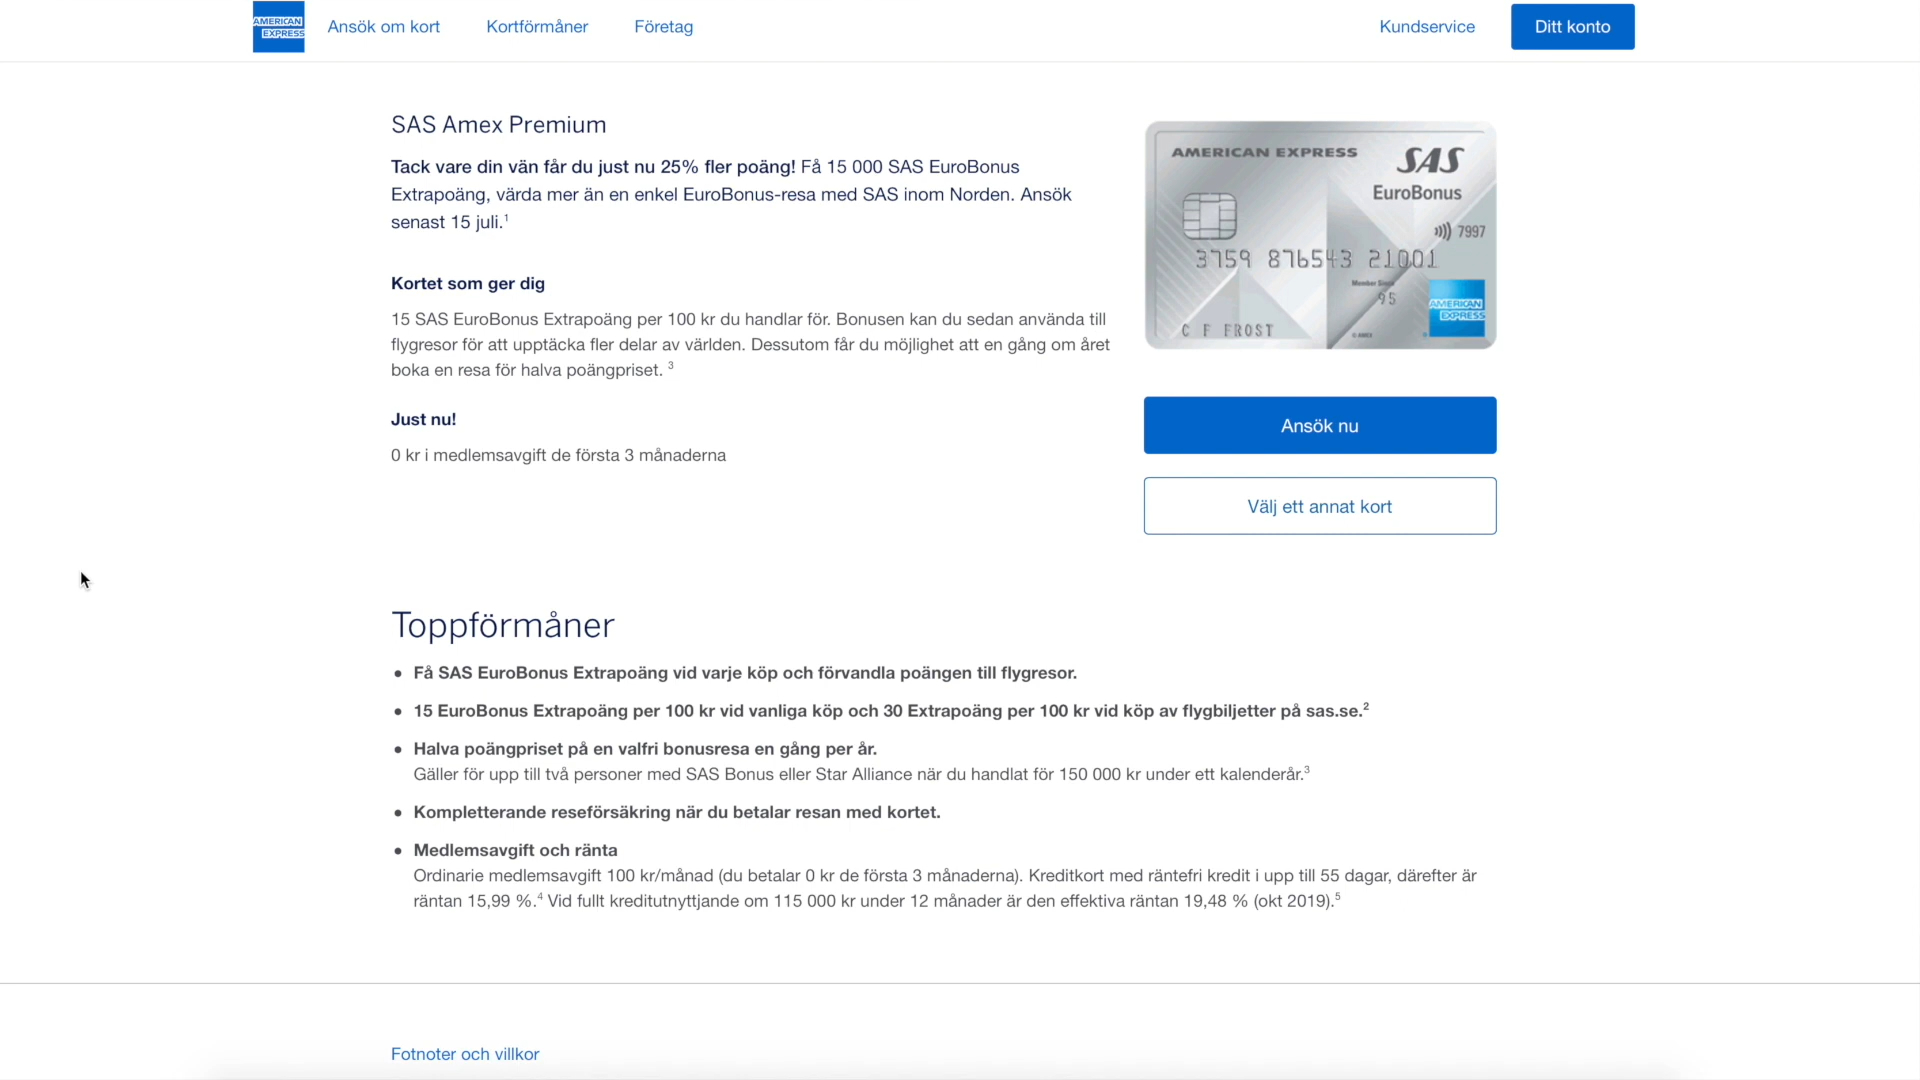 AMERICAN
EXPRESS
Ansök om kort
Kortförmåner
Företag
Kundservice
Ditt konto
SAS Amex Premium
Tack vare din vän får du just nu 25% fler poäng! Få 15 000 SAS EuroBonus
Extrapoäng, värda mer än en enkel EuroBonus-resa med SAS inom Norden. Ansök
senast 15 juli.1
Kortet som ger dig
15 SAS EuroBonus Extrapoäng per 100 kr du handlar för. Bonusen kan du sedan använda till
flygresor för att upptäcka fler delar av världen. Dessutom får du möjlighet att en gång om året
boka en resa för halva poängpriset. 3
Just nu!
0 kr i medlemsavgift de första 3 månaderna
AMERICAN EXPRESS
SAS
EuroBonus
7997
3759 876543 21001
Member Since
95
AMERICAN
EXPRESS
C F FROST
© AMEX
Ansök nu
Välj ett annat kort
Toppförmåner
• Få SAS EuroBonus Extrapoäng vid varje köp och förvandla poängen till flygresor.
• 15 EuroBonus Extrapoäng per 100 kr vid vanliga köp och 30 Extrapoäng per 100 kr vid köp av flygbiljetter på sas.se.2
• Halva poängpriset på en valfri bonusresa en gång per år.
Gäller för upp till två personer med SAS Bonus eller Star Alliance när du handlat för 150 000 kr under ett kalenderår.3
• Kompletterande reseförsäkring när du betalar resan med kortet.
• Medlemsavgift och ränta
Ordinarie medlemsavgift 100 kr/månad (du betalar 0 kr de första 3 månaderna). Kreditkort med räntefri kredit i upp till 55 dagar, därefter är
räntan 15,99 %.4 Vid fullt kreditutnyttjande om 115 000 kr under 12 månader är den effektiva räntan 19,48 % (okt 2019).5
Fotnoter och villkor